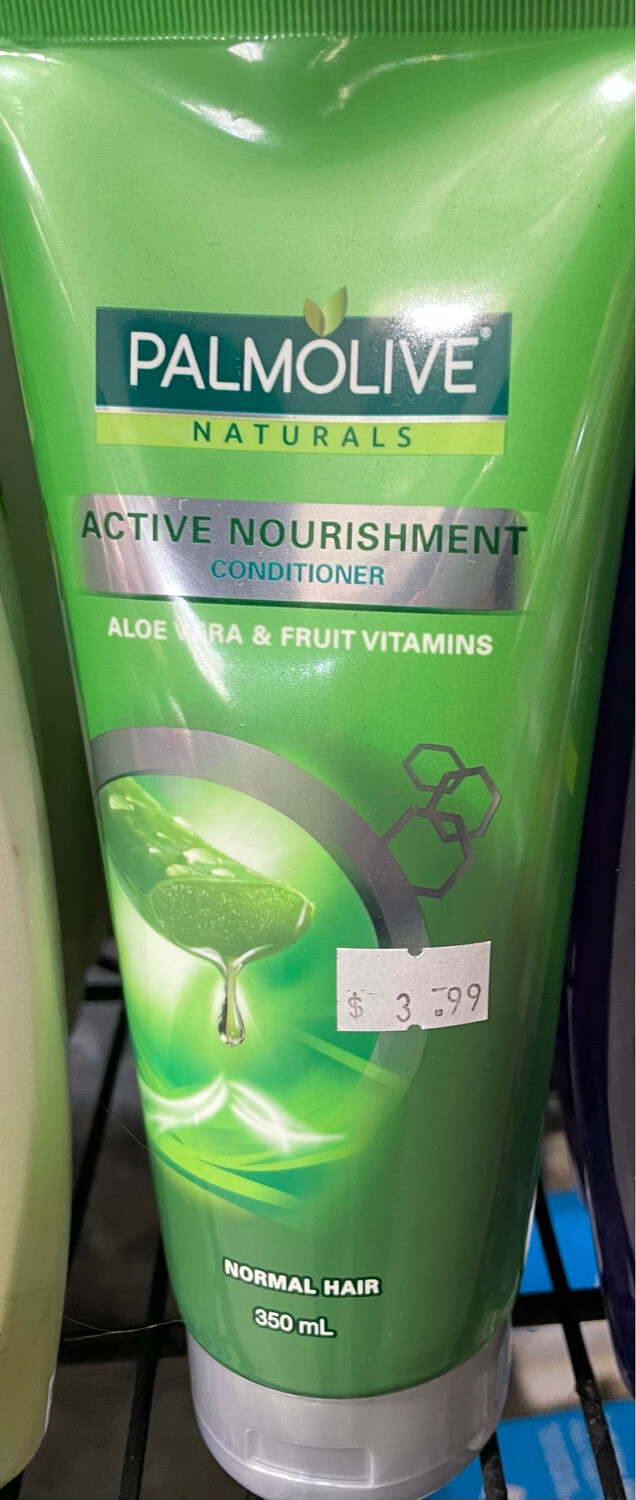 PALMOLIVE®
NATURALS
ACTIVE NOURISHMENT
CONDITIONER
ALOE VERA & FRUIT VITAMINS
NORMAL HAIR
350 mL
$ 3.99